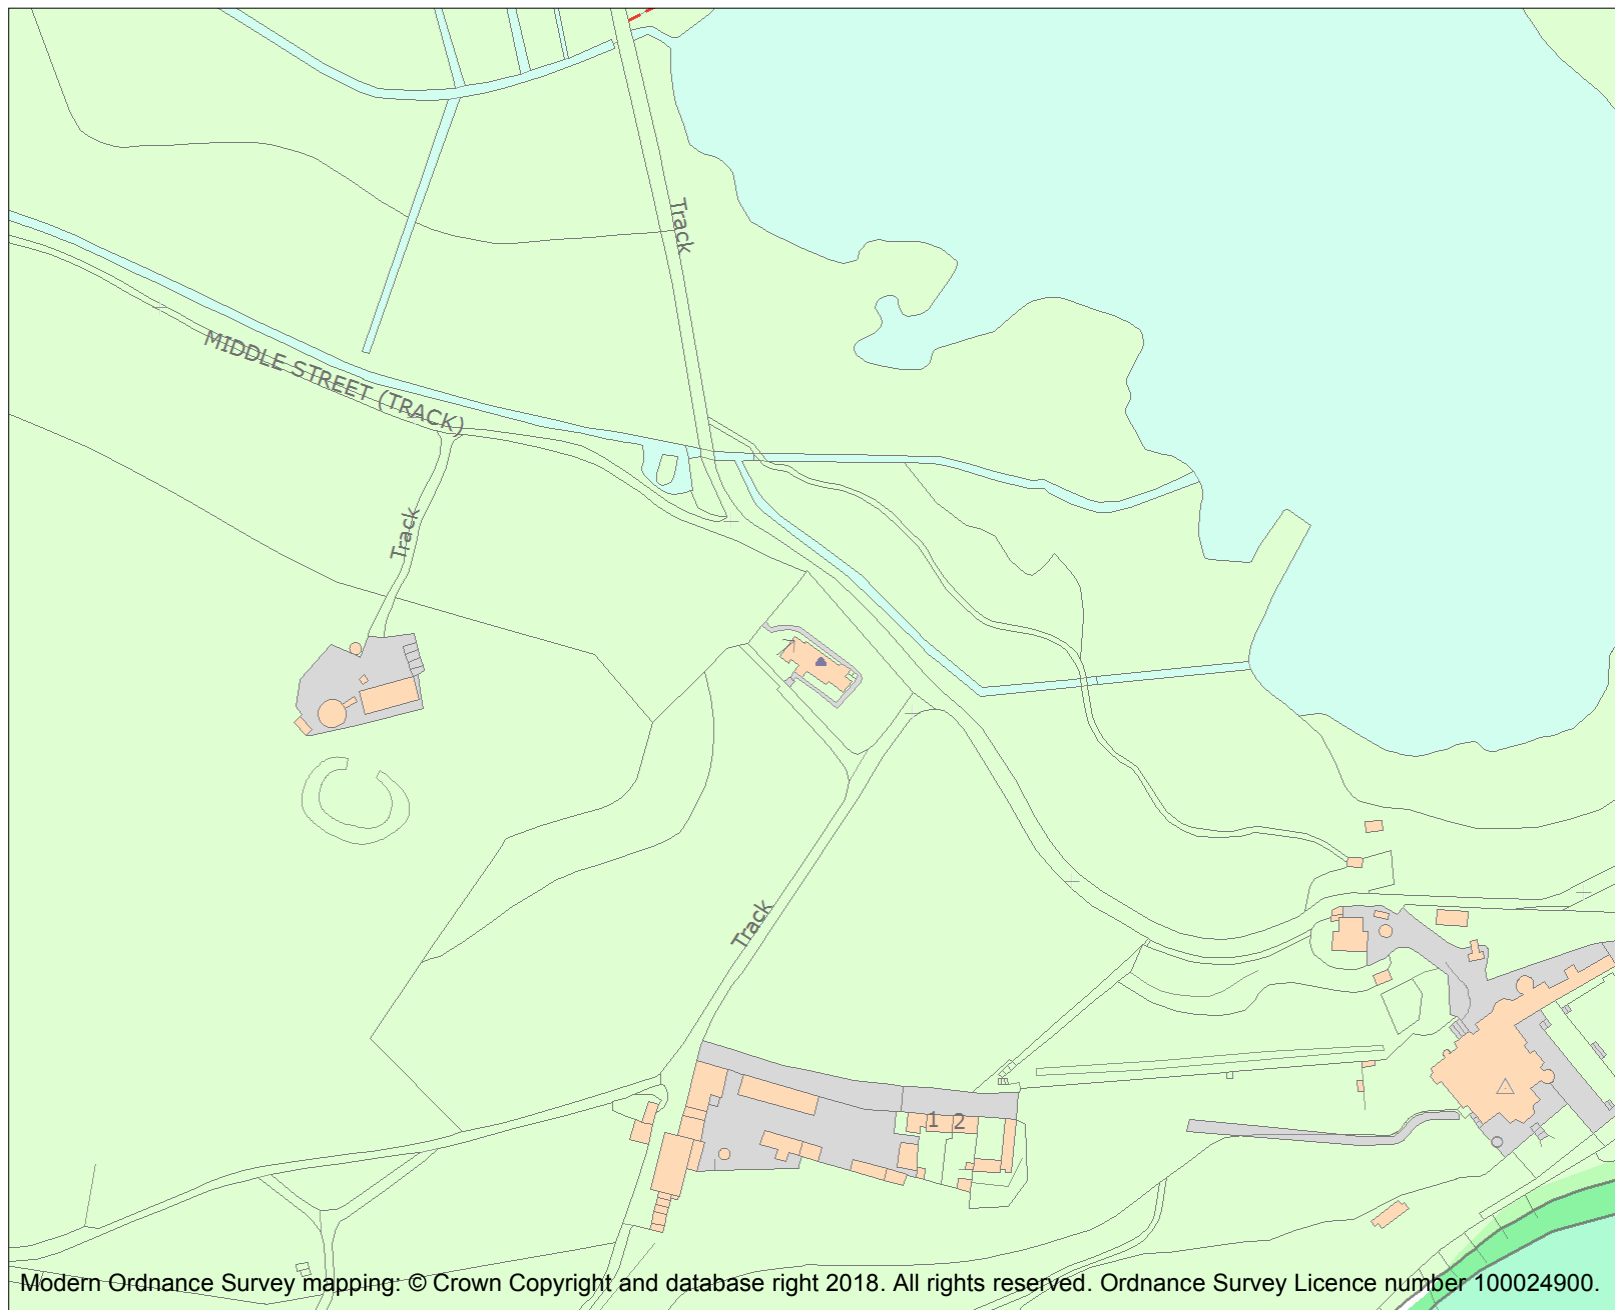 Track
MIDDLE STREET (TRACK)
Track
Track
1 2
Modern Ordnance Survey mapping: © Crown Copyright and database right 2018. All rights reserved. Ordnance Survey Licence number 100024900.